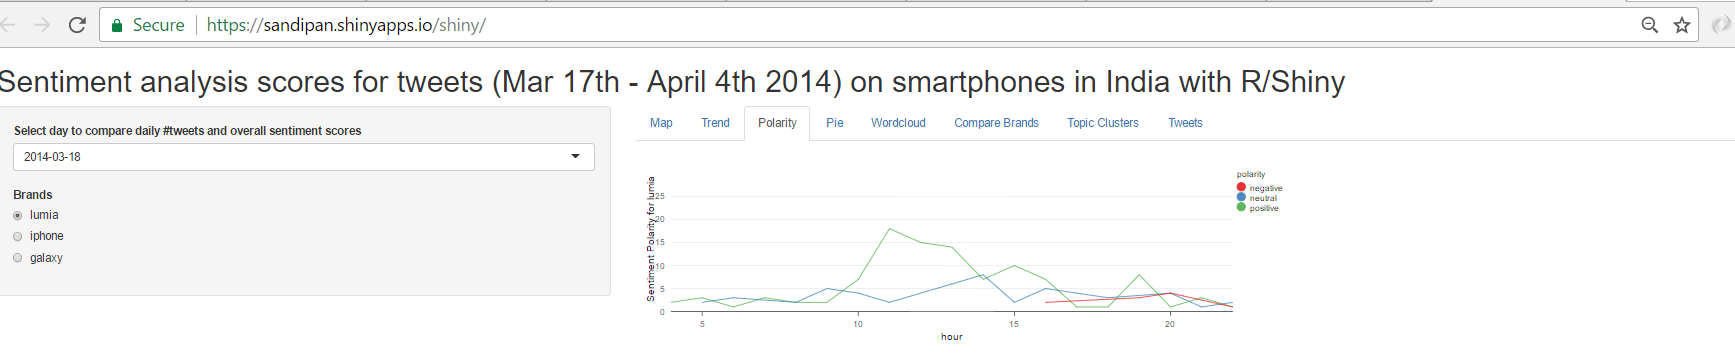 Secure https://sandipan.shinyapps.io/shiny/
Sentiment analysis scores for tweets (Mar 17th - April 4th 2014) on smartphones in India with R/Shiny
Select day to compare daily #tweets and overall sentiment scores
2014-03-18
Brands
lumia
iphone
galaxy
Map Trend Polarity Pie Wordcloud Compare Brands Topic Clusters Tweets
Sentiment Polarity for lumia
25
20
15
10
5
0
5 10 15 20
hour
polarity
negative
neutral
positive